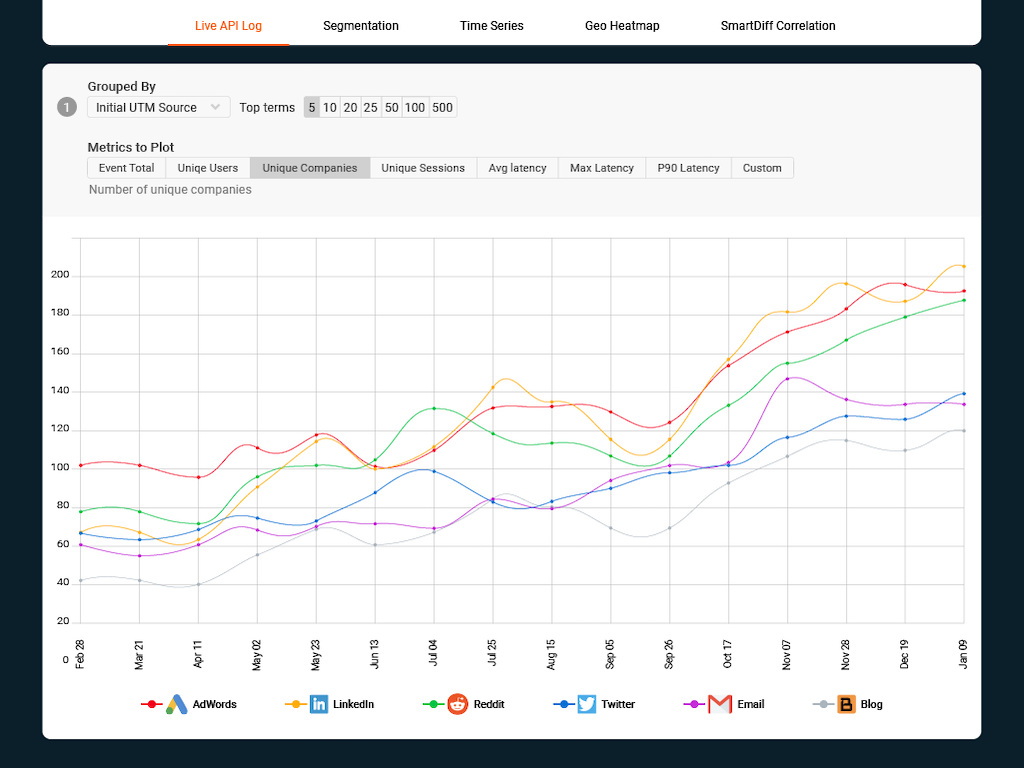 Live API Log Segmentation Time Series Geo Heatmap SmartDiff Correlation
Grouped By
1 Initial UTM Source Top terms 5 10 20 25 50 100 500
Metrics to Plot
Event Total Uniqe Users Unique Companies Unique Sessions Avg latency Max Latency P90 Latency Custom
Number of unique companies
200
180
160
140
120
100
80
60
40
20
0
Feb 28 Mar 21 Apr 11 May 02 May 23 Jun 13 Jul 04 Jul 25 Aug 15 Sep 05 Sep 26 Oct 17 Nov 07 Nov 28 Dec 19 Jan 09
AdWords in LinkedIn Reddit Twitter Email B Blog